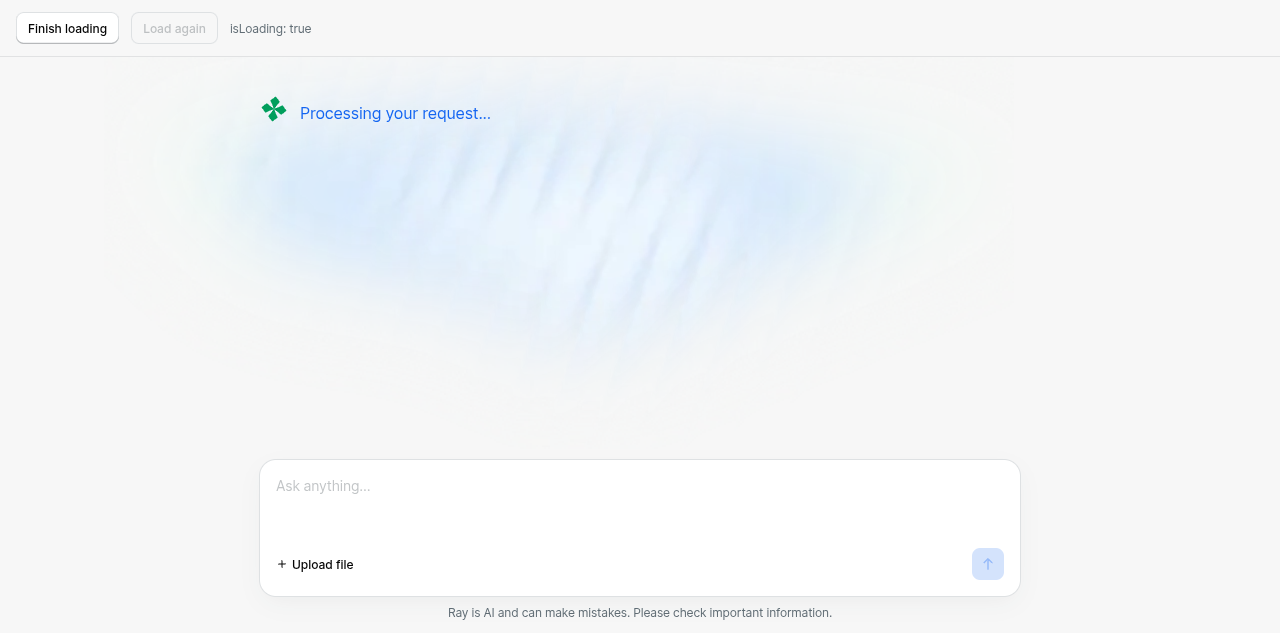 Finish loading
Load again
isLoading: true
Processing your request...
Ask anything...
+ Upload file
Ray is AI and can make mistakes. Please check important information.